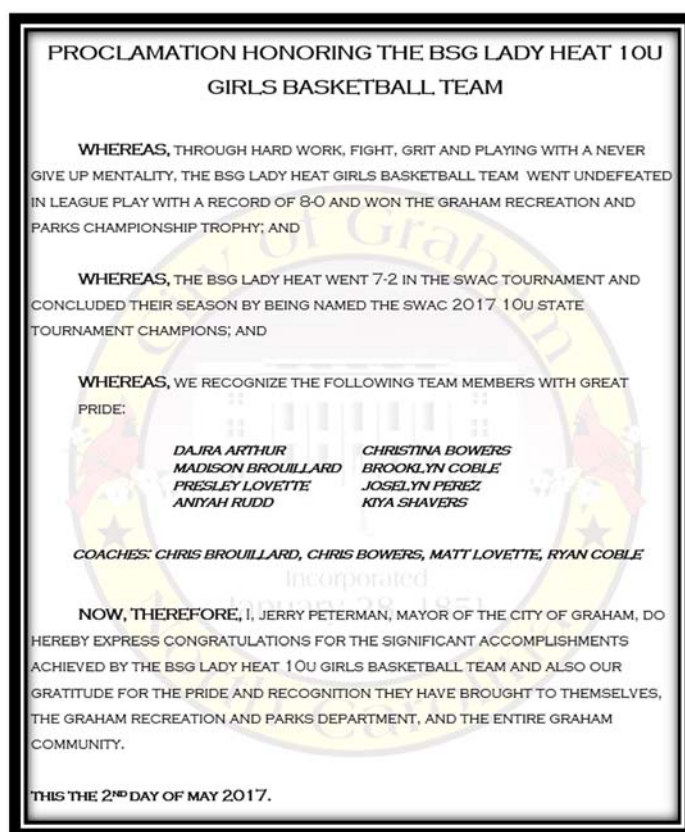 PROCLAMATION HONORING THE BSG LADY HEAT 10U
GIRLS BASKETBALL TEAM
WHEREAS, THROUGH HARD WORK, FIGHT, GRIT AND PLAYING WITH A NEVER
GIVE UP MENTALITY, THE BSG LADY HEAT GIRLS BASKETBALL TEAM WENT UNDEFEATED
IN LEAGUE PLAY WITH A RECORD OF 8-0 AND WON THE GRAHAM RECREATION AND
PARKS CHAMPIONSHIP TROPHY; AND
WHEREAS, THE BSG LADY HEAT WENT 7-2 IN THE SWAC TOURNAMENT AND
CONCLUDED THEIR SEASON BY BEING NAMED THE SWAC 2017 10U STATE
TOURNAMENT CHAMPIONS; AND
WHEREAS, WE RECOGNIZE THE FOLLOWING TEAM MEMBERS WITH GREAT
PRIDE:
DAJRA ARTHUR CHRISTINA BOWERS
MADISON BROUILLARD BROOKLYN COBLE
PRESLEY LOVETTE JOSELYN PEREZ
ANIYAH RUDD KIYA SHAVERS
COACHES: CHRIS BROUILLARD, CHRIS BOWERS, MATT LOVETTE, RYAN COBLE
NOW, THEREFORE, I, JERRY PETERMAN, MAYOR OF THE CITY OF GRAHAM, DO
HEREBY EXPRESS CONGRATULATIONS FOR THE SIGNIFICANT ACCOMPLISHMENTS
ACHIEVED BY THE BSG LADY HEAT 10U GIRLS BASKETBALL TEAM AND ALSO OUR
GRATITUDE FOR THE PRIDE AND RECOGNITION THEY HAVE BROUGHT TO THEMSELVES,
THE GRAHAM RECREATION AND PARKS DEPARTMENT, AND THE ENTIRE GRAHAM
COMMUNITY.
THIS THE 2ND DAY OF MAY 2017.
City of Graham
Incorporated
January 28, 1851
North Carolina